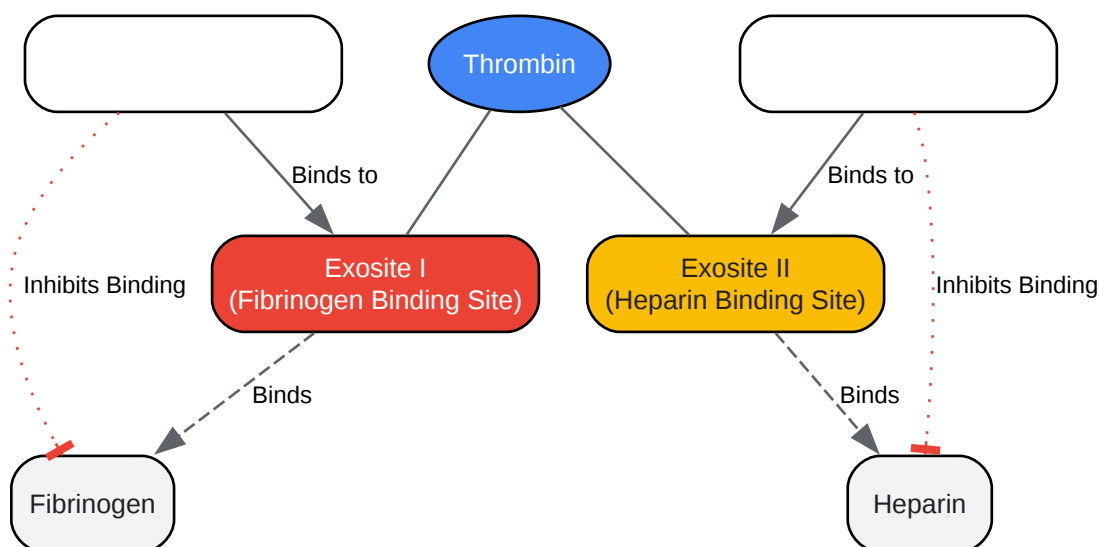 Thrombin
Binds to
Binds to
Exosite I
(Fibrinogen Binding Site)
Exosite II
(Heparin Binding Site)
Inhibits Binding
Inhibits Binding
Binds
Binds
Fibrinogen
Heparin